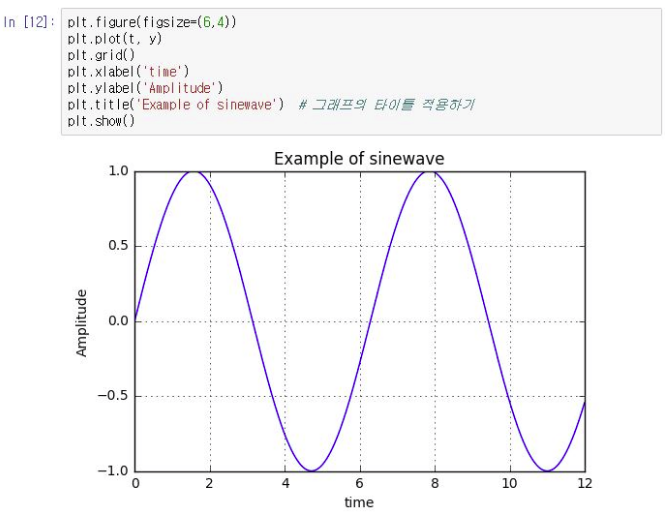 In [12]: plt.figure(figsize=(6,4))
plt.plot(t, y)
plt.grid()
plt.xlabel('time')
plt.ylabel('Amplitude')
plt.title('Example of sinewave')  # 그래프의 타이틀 적용하기
plt.show()
Example of sinewave
1.0
0.5
0.0
−0.5
−1.0
Amplitude
0 2 4 6 8 10 12
time